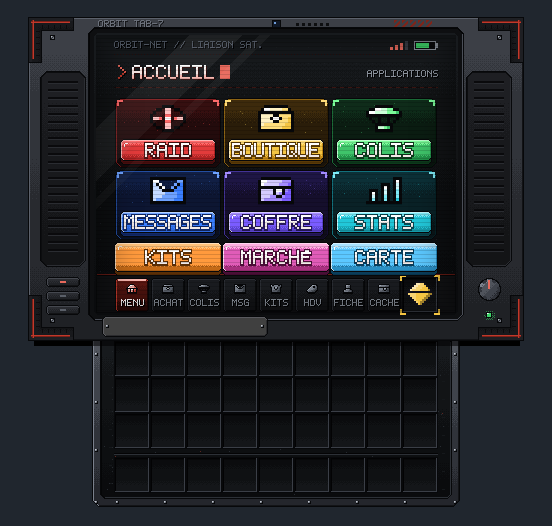 ORBIT TAB-7
ORBIT-NET // LIAISON SAT.
>ACCUEIL
APPLICATIONS
RAID BOUTIQUE COLIS
MESSAGES COFFRE STATS
KITS MARCHÉ CARTE
MENU ACHAT COLIS MSG KITS HDV FICHE CACHE